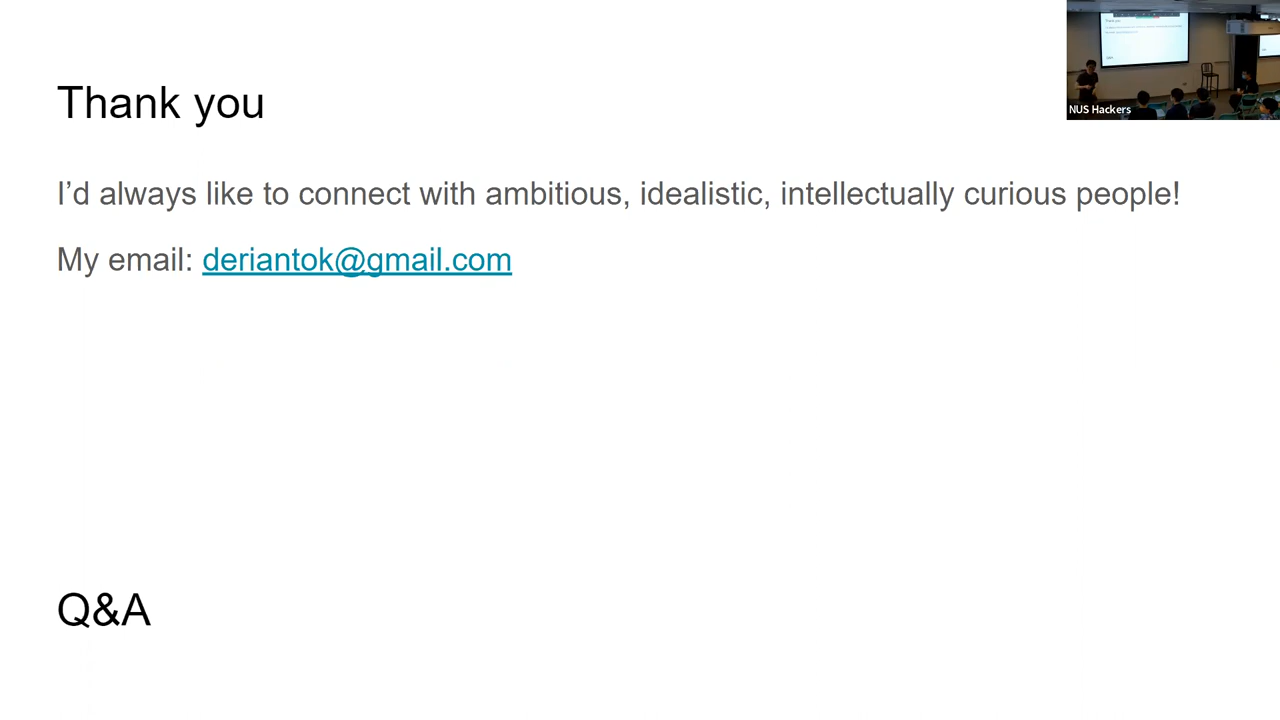 Thank you
NUS Hackers
I’d always like to connect with ambitious, idealistic, intellectually curious people!
My email: deriantok@gmail.com
Q&A